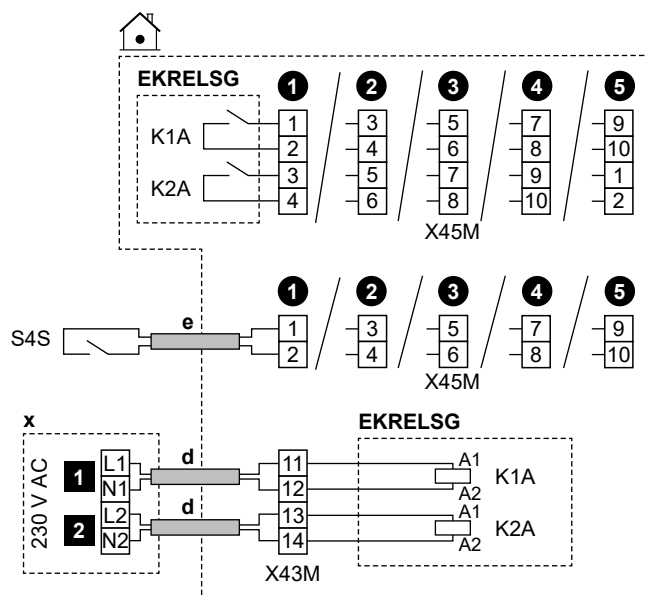 EKRELSG 1 2 3 4 5
1 3 5 7 9
K1A
2 4 6 8 10
3 5 7 9 1
K2A
4 6 8 10 2
X45M
1 2 3 4 5
S4S e 1 3 5 7 9
2 4 6 8 10
X45M
x EKRELSG
230 V AC
1 L1 d 11 A1
N1 12 A2 K1A
2 L2 d 13 A1
N2 14 A2 K2A
X43M